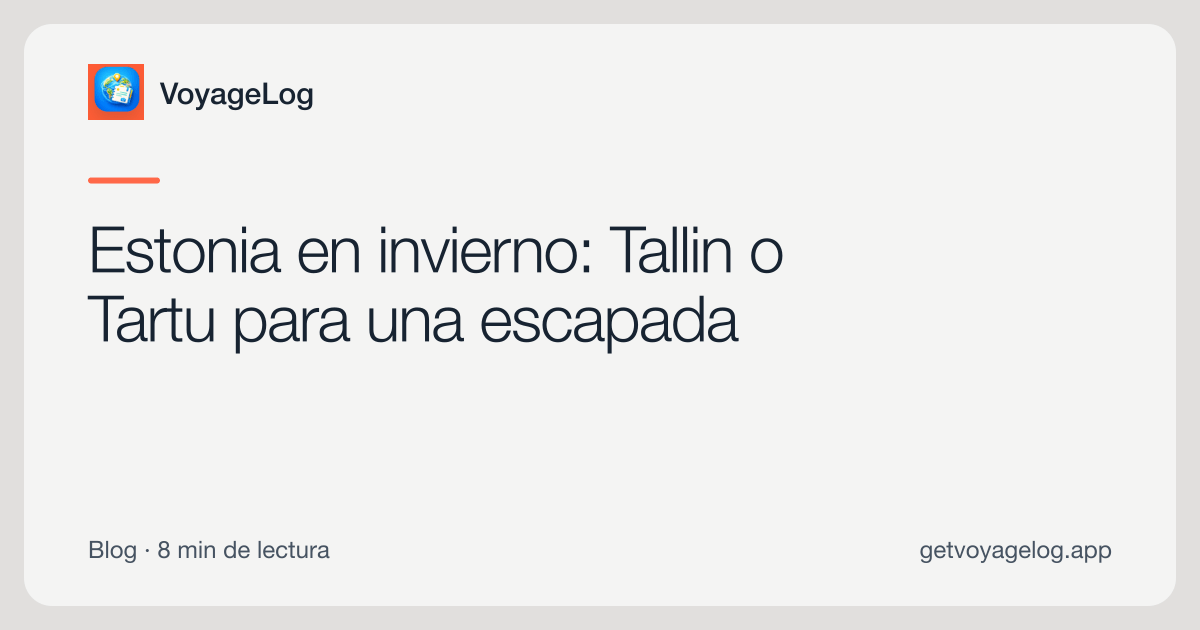 VoyageLog
Estonia en invierno: Tallin o
Tartu para una escapada
Blog · 8 min de lectura
getvoyagelog.app